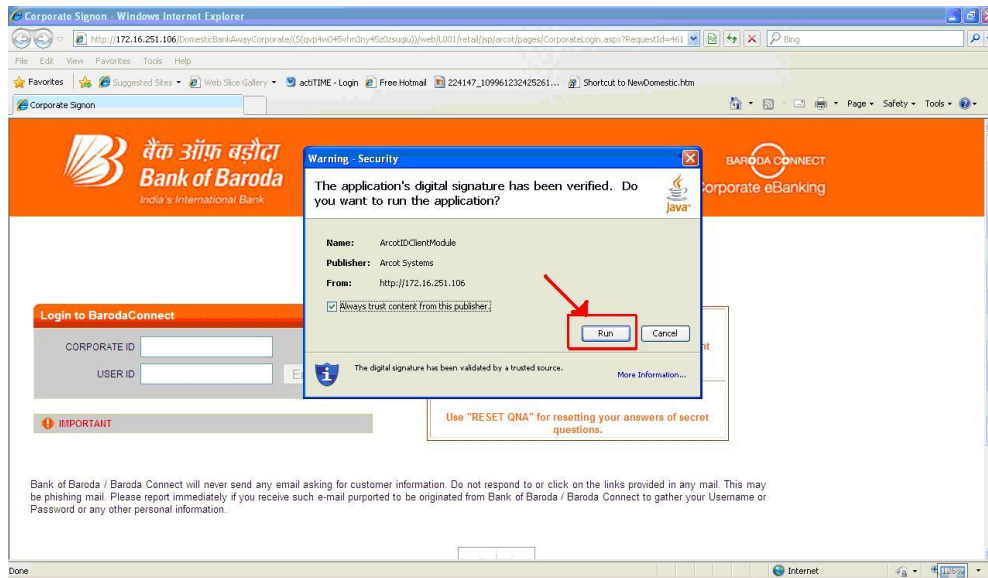 Corporate Signon - Windows Internet Explorer
http://172.16.251.106/DomesticBankAwayCorporate/(S(qvp4w045vhn3ny45z0zsuqiu))/web/L001/retail/jsp/arcot/pages/CorporateLogin.aspx?RequestId=461
Bing
File Edit View Favorites Tools Help
Favorites Suggested Sites Web Slice Gallery actiTIME - Login Free Hotmail 224147_109961232425261... Shortcut to NewDomestic.htm
Corporate Signon
Page Safety Tools
बैंक ऑफ़ बड़ौदा
Bank of Baroda
India's International Bank
BARODA CONNECT
Corporate eBanking
Warning - Security
The application's digital signature has been verified. Do
you want to run the application?
Java
Name: ArcotIDClientModule
Publisher: Arcot Systems
From: http://172.16.251.106
Always trust content from this publisher.
Run Cancel
The digital signature has been validated by a trusted source.
More Information...
Login to BarodaConnect
CORPORATE ID
USER ID
IMPORTANT
Use "RESET QNA" for resetting your answers of secret
questions.
Bank of Baroda / Baroda Connect will never send any email asking for customer information. Do not respond to or click on the links provided in any mail. This may
be phishing mail. Please report immediately if you receive such e-mail purported to be originated from Bank of Baroda / Baroda Connect to gather your Username or
Password or any other personal information.
Done
Internet
125%